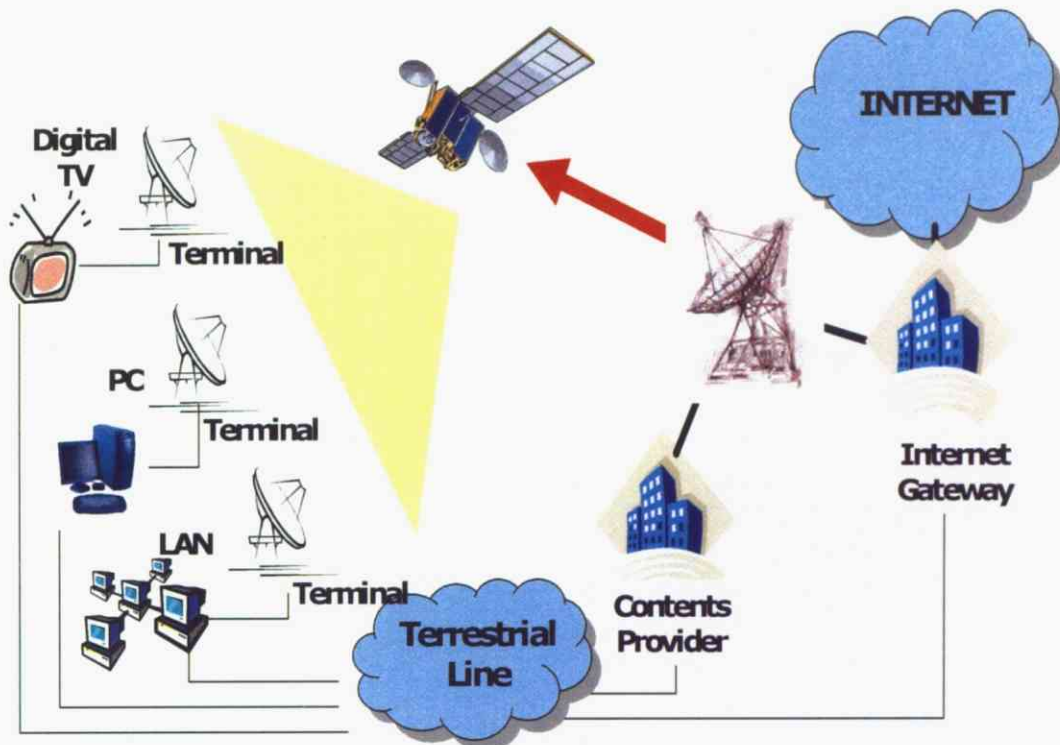 INTERNET
Digital
TV
Terminal
PC
Terminal
Internet
Gateway
LAN
Terminal
Contents
Provider
Terrestrial
Line